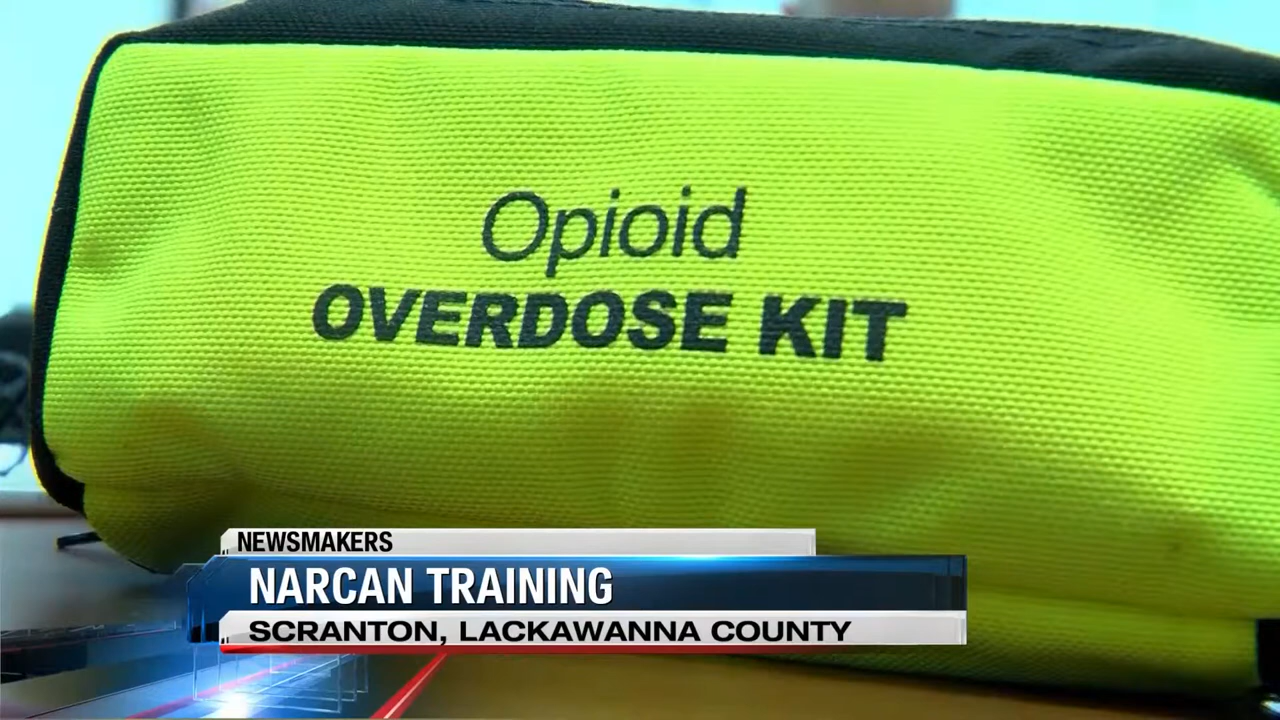 Opioid
OVERDOSE KIT
NEWSMAKERS
NARCAN TRAINING
SCRANTON, LACKAWANNA COUNTY